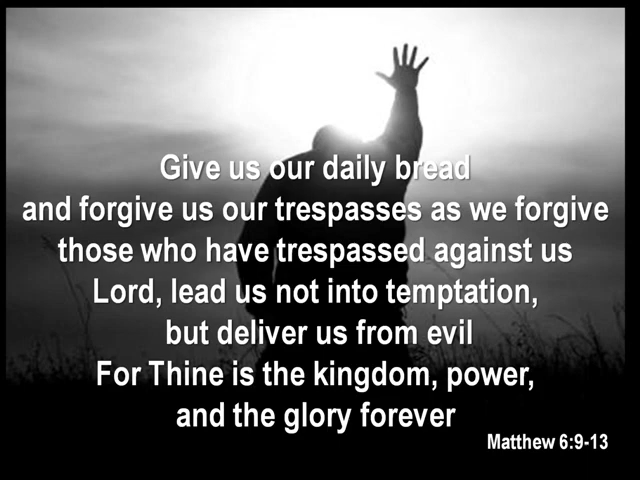 Give us our daily bread
and forgive us our trespasses as we forgive
those who have trespassed against us
Lord, lead us not into temptation,
but deliver us from evil
For Thine is the kingdom, power,
and the glory forever
Matthew 6:9-13